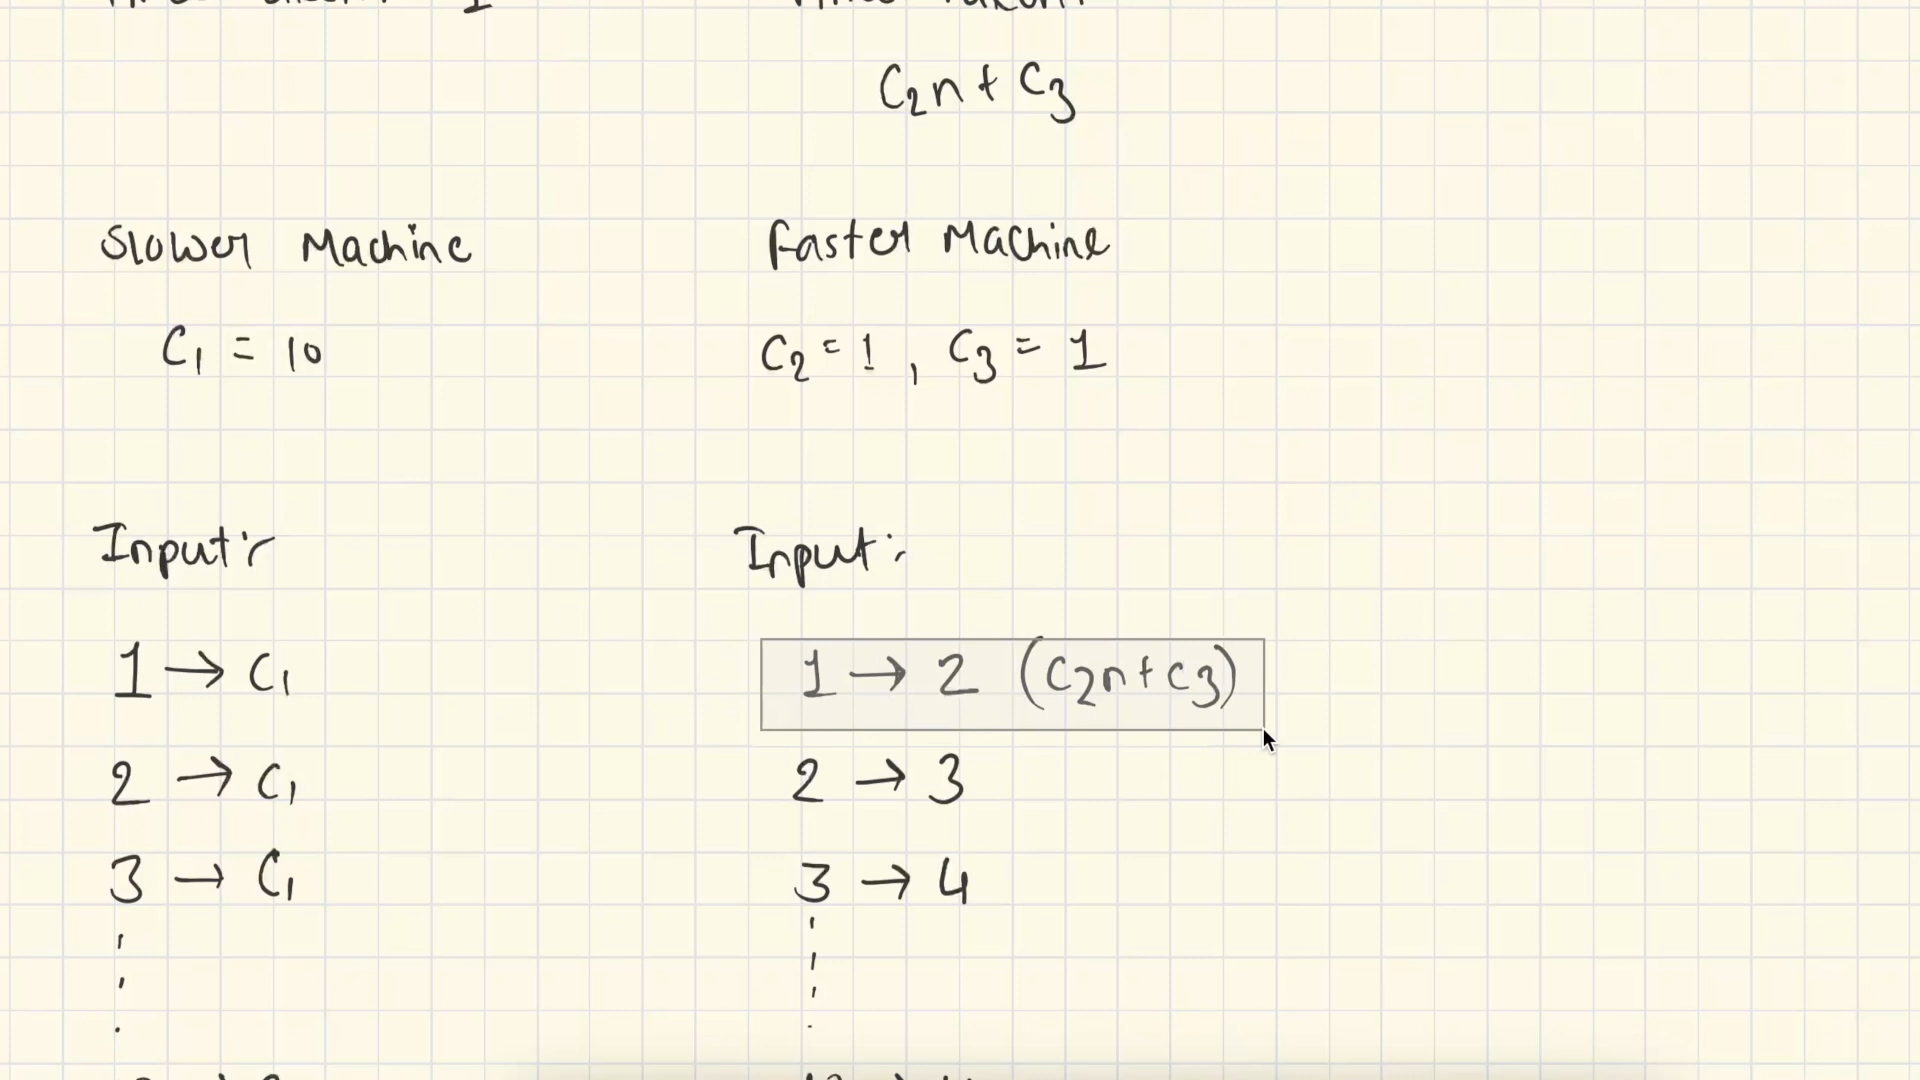 C₂n + C₃
Slower Machine
Faster Machine
C₁ = 10
C₂ = 1, C₃ = 1
Input:-
Input:-
1 → C₁
1 → 2 (C₂n + C₃)
2 → C₁
2 → 3
3 → C₁
3 → 4